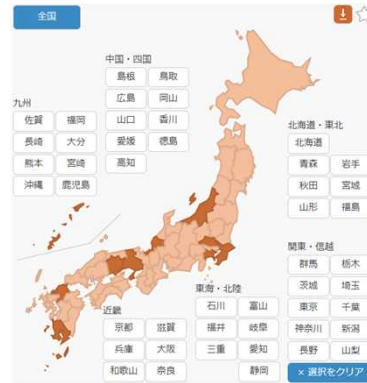 全国
中国・四国
島根 鳥取
広島 岡山
山口 香川
愛媛 徳島
高知
九州
佐賀 福岡
長崎 大分
熊本 宮崎
沖縄 鹿児島
北海道・東北
北海道
青森 岩手
秋田 宮城
山形 福島
関東・信越
群馬 栃木
茨城 埼玉
東京 千葉
神奈川 新潟
長野 山梨
東海・北陸
石川 富山
福井 岐阜
三重 愛知
静岡
近畿
京都 滋賀
兵庫 大阪
和歌山 奈良
× 選択をクリア